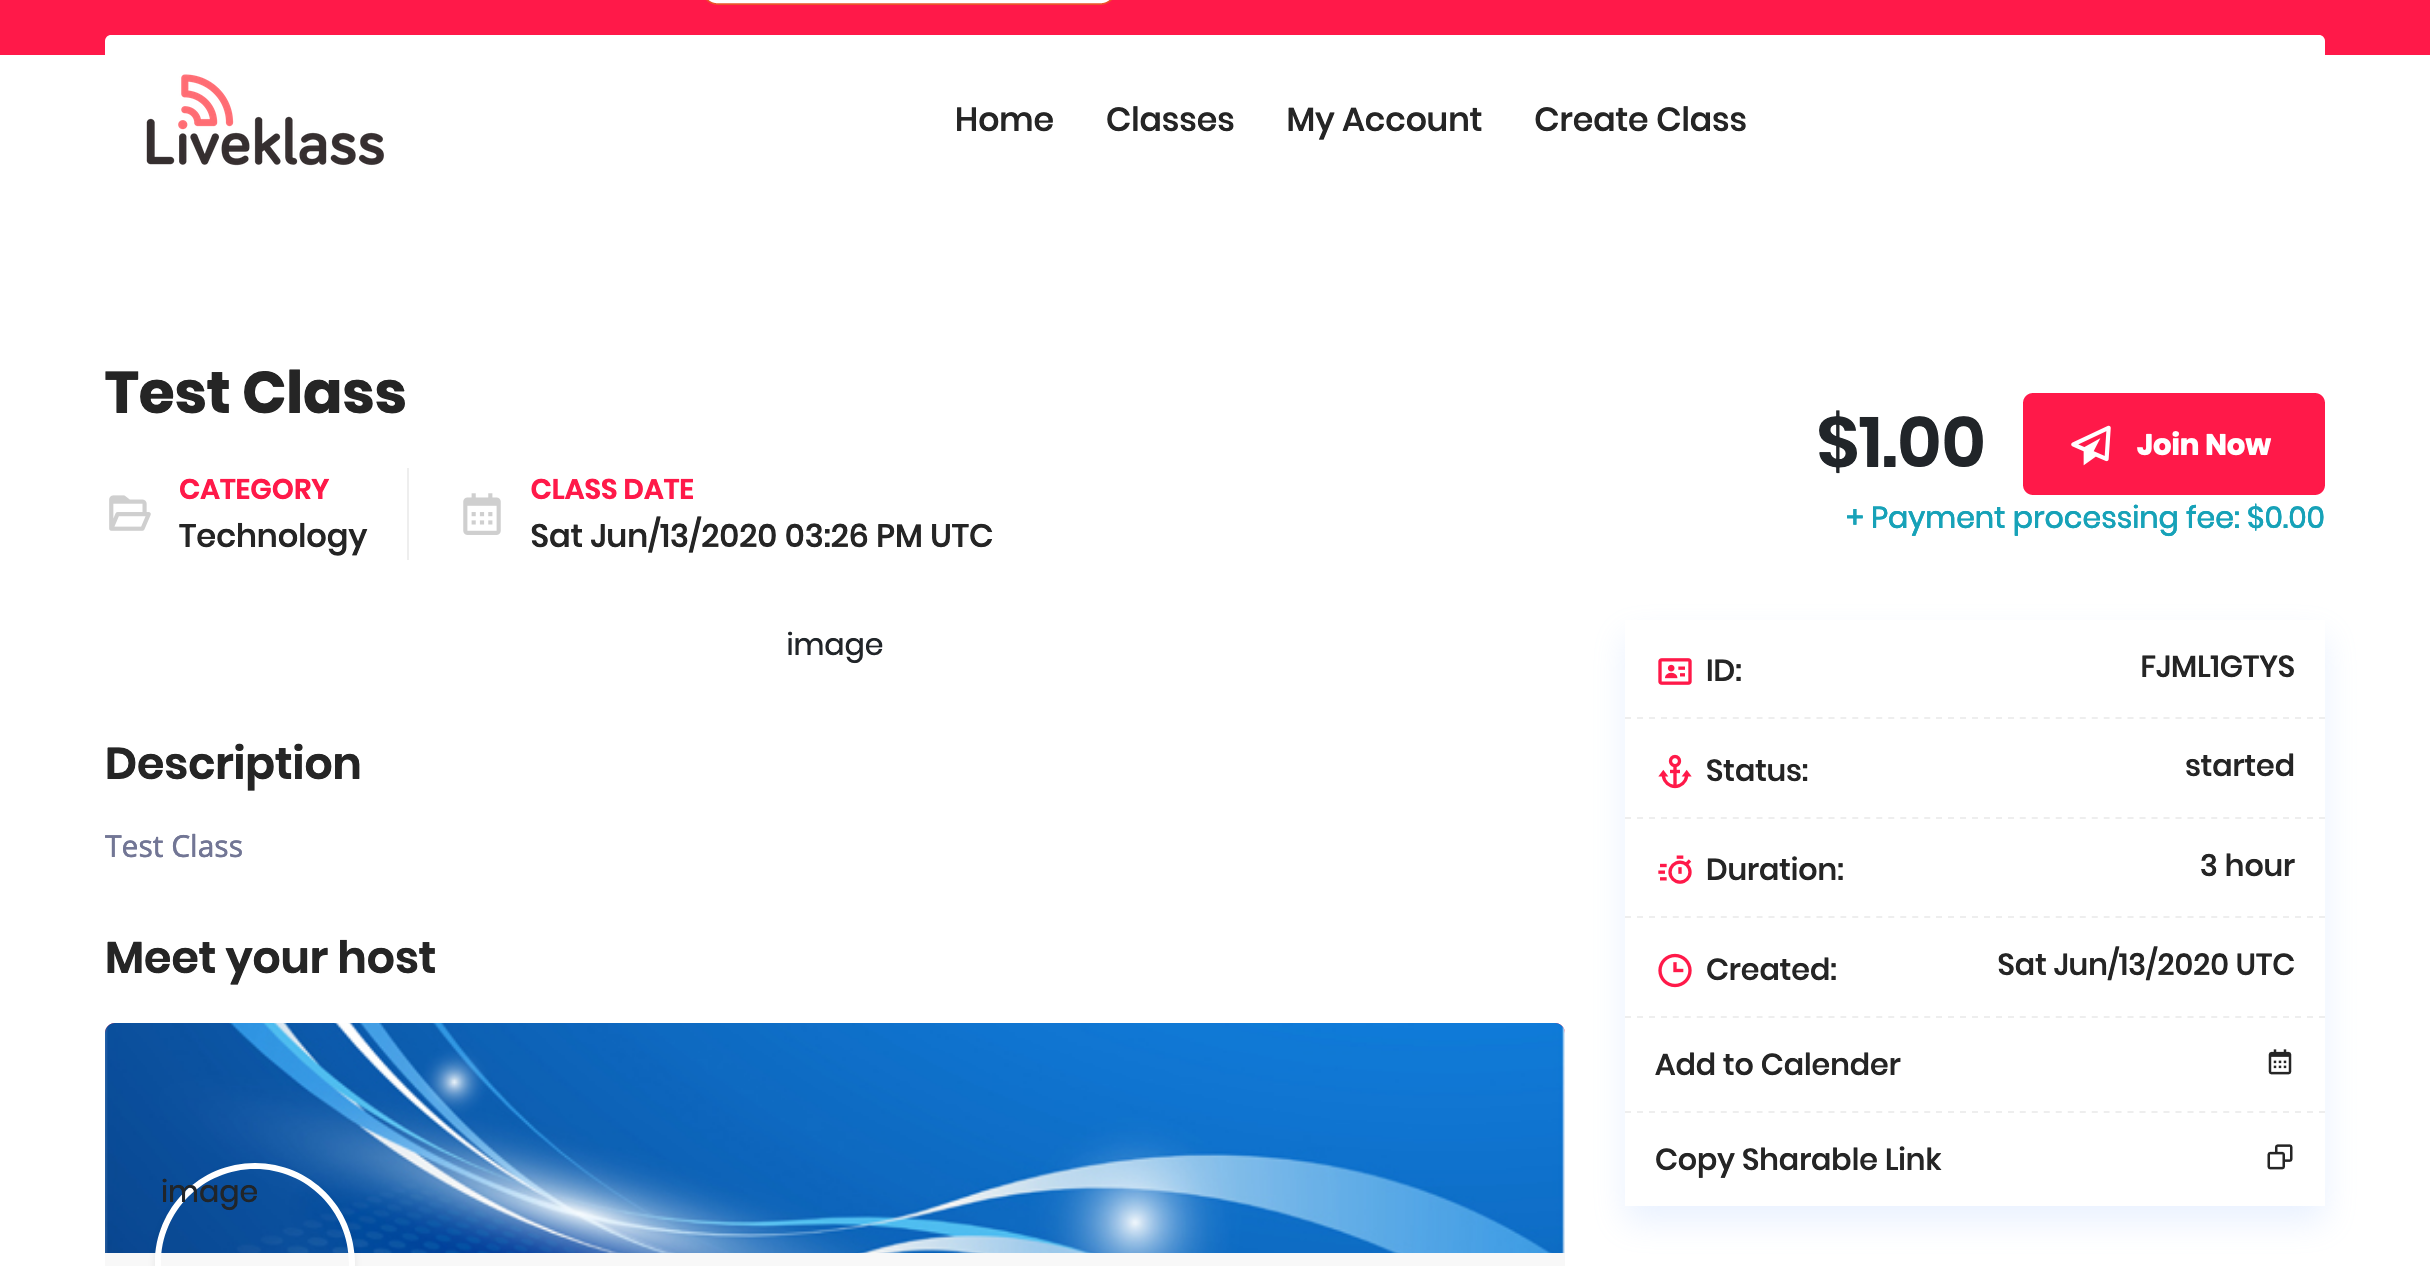 Liveklass
Home Classes My Account Create Class
Test Class
CATEGORY
Technology
CLASS DATE
Sat Jun/13/2020 03:26 PM UTC
$1.00
Join Now
+ Payment processing fee: $0.00
image
Description
Test Class
Meet your host
image
ID: FJML1GTYS
Status: started
Duration: 3 hour
Created: Sat Jun/13/2020 UTC
Add to Calender
Copy Sharable Link